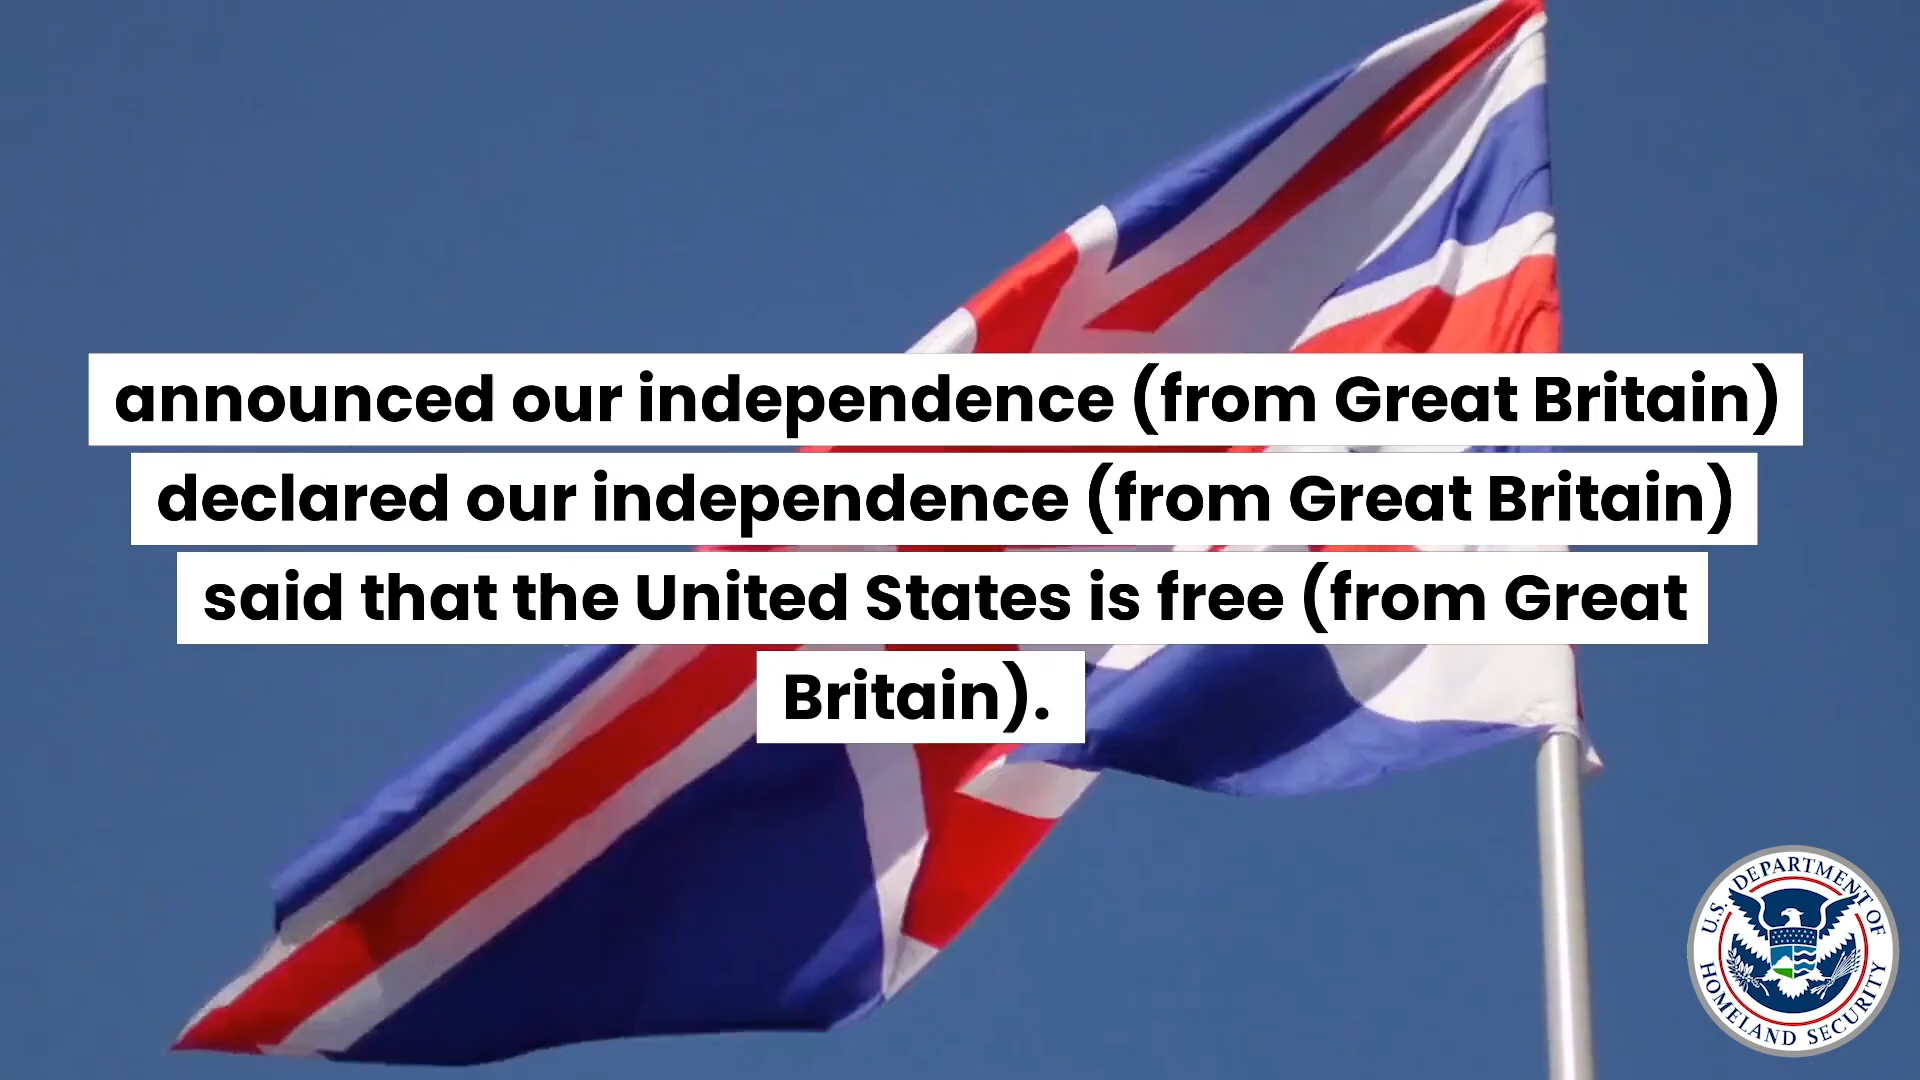 announced our independence (from Great Britain)
declared our independence (from Great Britain)
said that the United States is free (from Great
Britain).
U.S. DEPARTMENT OF
HOMELAND SECURITY